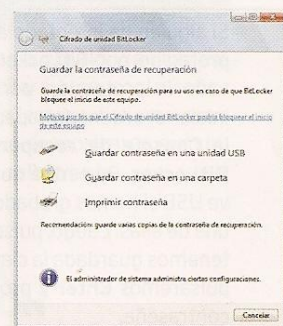 Cifrado de unidad BitLocker
Guardar la contraseña de recuperación
Guarde la contraseña de recuperación para su uso en caso de que BitLocker
bloquee el inicio de este equipo.
Motivos por los que el Cifrado de unidad BitLocker podría bloquear el inicio
de este equipo
Guardar contraseña en una unidad USB
Guardar contraseña en una carpeta
Imprimir contraseña
Recomendación: guarde varias copias de la contraseña de recuperación.
El administrador de sistema administra ciertas configuraciones.
Cancelar